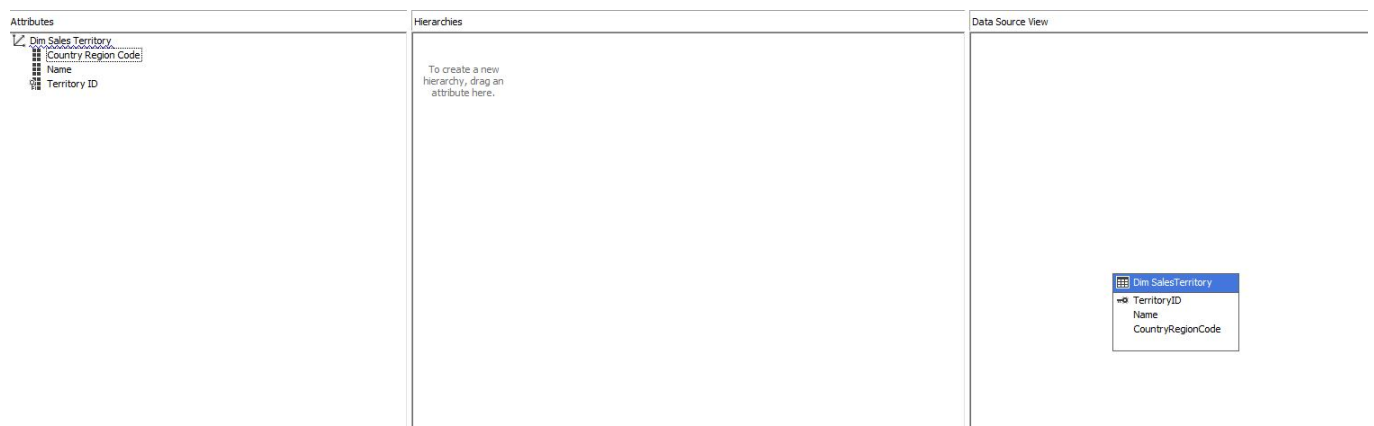 Attributes
Hierarchies
Data Source View
Dim Sales Territory
Country Region Code
Name
Territory ID
To create a new
hierarchy, drag an
attribute here.
Dim SalesTerritory
TerritoryID
Name
CountryRegionCode